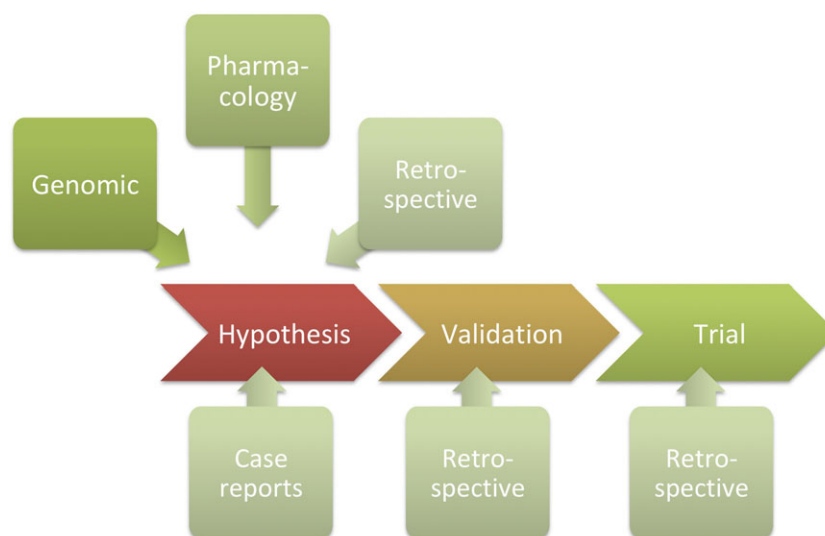 Pharma-
cology
Genomic
Retro-
spective
Hypothesis
Validation
Trial
Case
reports
Retro-
spective
Retro-
spective